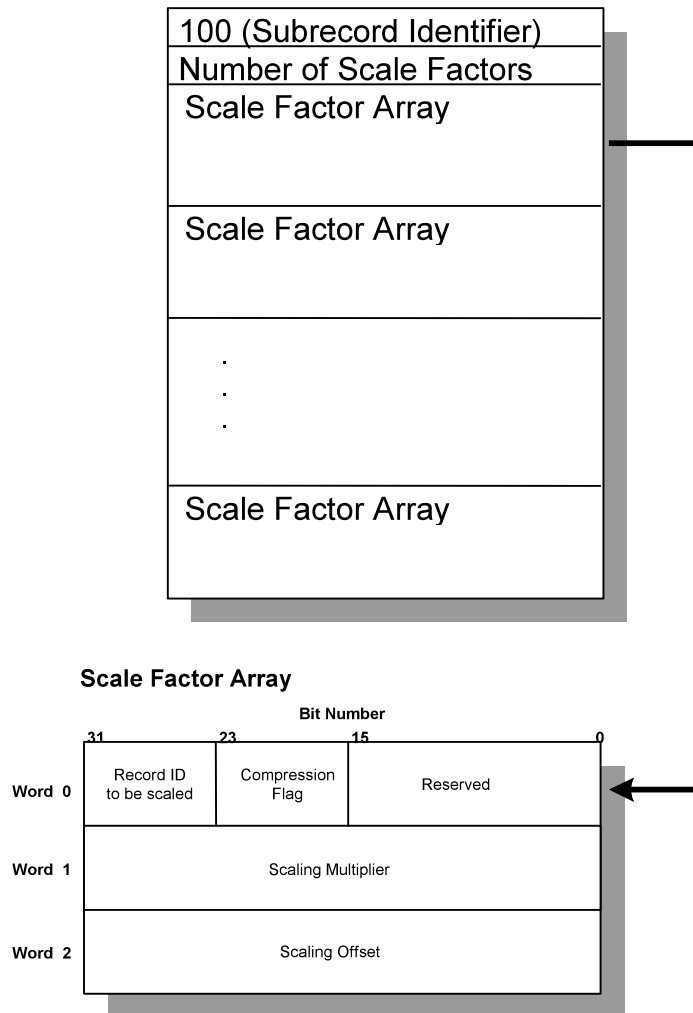 100 (Subrecord Identifier)
Number of Scale Factors
Scale Factor Array
Scale Factor Array
.
.
.
Scale Factor Array
Scale Factor Array
Bit Number
31 23 15 0
Word 0
Record ID
to be scaled
Compression
Flag
Reserved
Word 1
Scaling Multiplier
Word 2
Scaling Offset